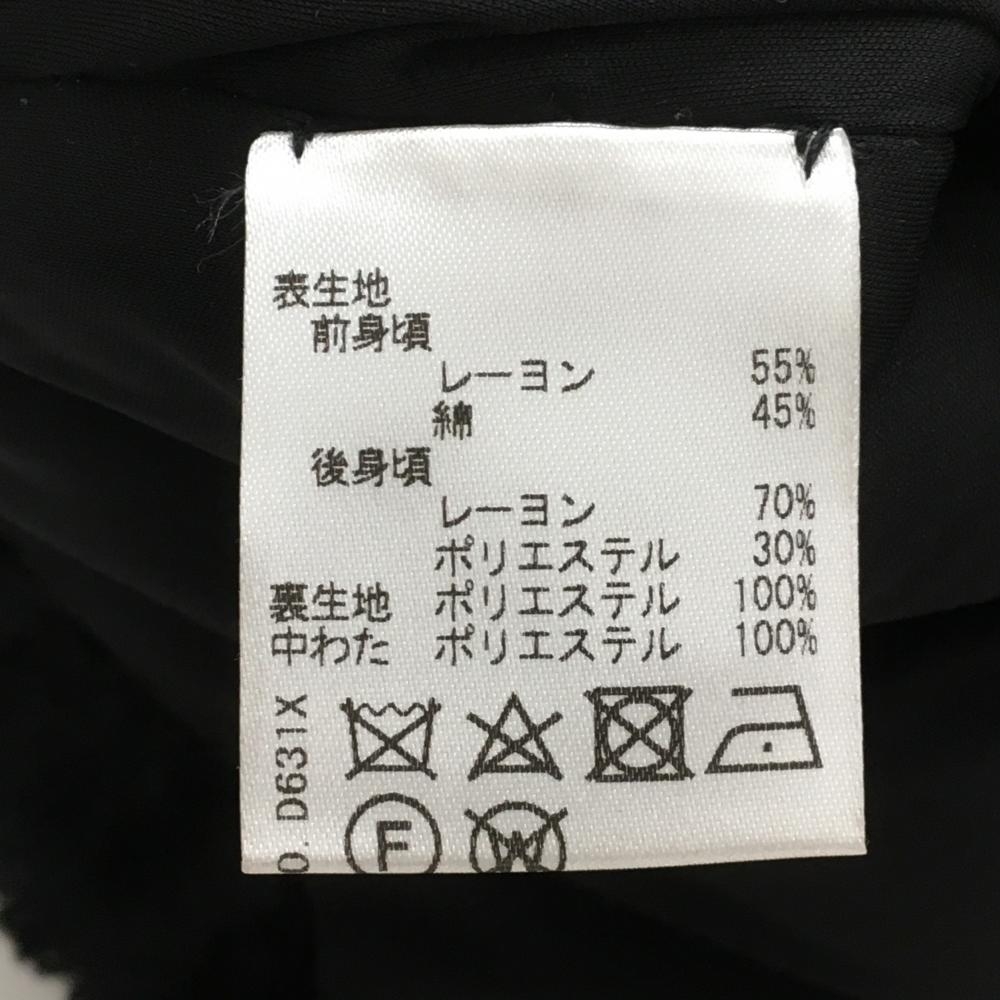 表生地
前身頃
レーヨン 55%
綿 45%
後身頃
レーヨン 70%
ポリエステル 30%
裏生地 ポリエステル 100%
中わた ポリエステル 100%
O. D631X
F
W